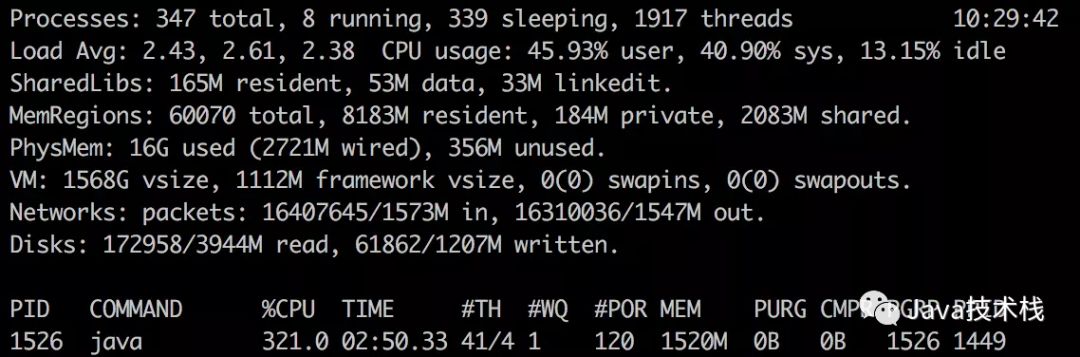 Processes: 347 total, 8 running, 339 sleeping, 1917 threads 10:29:42
Load Avg: 2.43, 2.61, 2.38 CPU usage: 45.93% user, 40.90% sys, 13.15% idle
SharedLibs: 165M resident, 53M data, 33M linkedit.
MemRegions: 60070 total, 8183M resident, 184M private, 2083M shared.
PhysMem: 16G used (2721M wired), 356M unused.
VM: 1568G vsize, 1112M framework vsize, 0(0) swapins, 0(0) swapouts.
Networks: packets: 16407645/1573M in, 16310036/1547M out.
Disks: 172958/3944M read, 61862/1207M written.
PID COMMAND %CPU TIME #TH #WQ #POR MEM PURG Java技术栈
1526 java 321.0 02:50.33 41/4 1 120 1520M 0B 0B 1526 1449